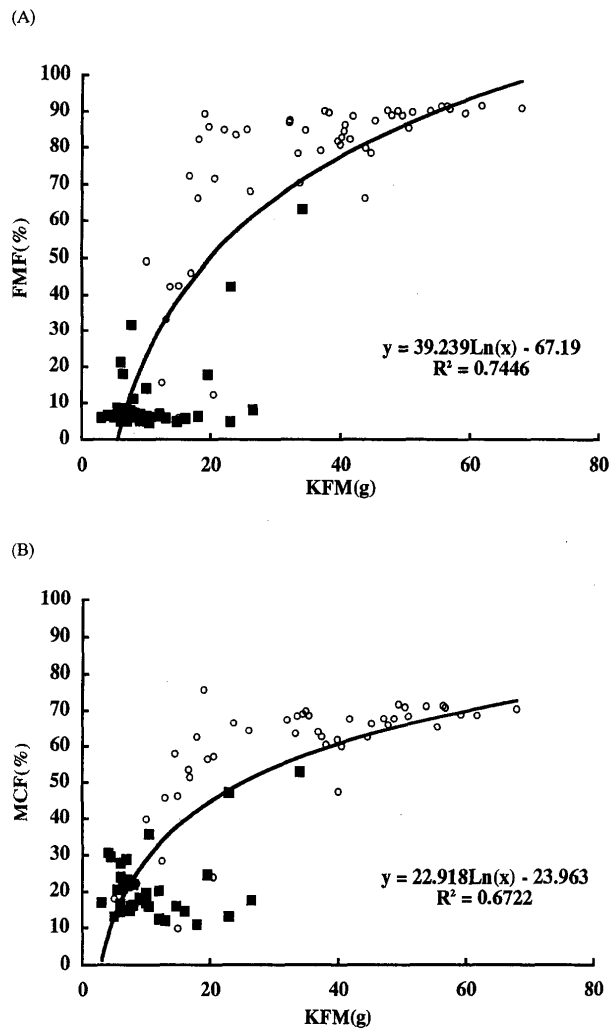 (A)
100
90
80
70
60
50
40
30
20
10
0
FMF(%)
y = 39.239Ln(x) - 67.19
R² = 0.7446
0 20 40 60 80
KFM(g)
(B)
100
90
80
70
60
50
40
30
20
10
0
MCF(%)
y = 22.918Ln(x) - 23.963
R² = 0.6722
0 20 40 60 80
KFM(g)